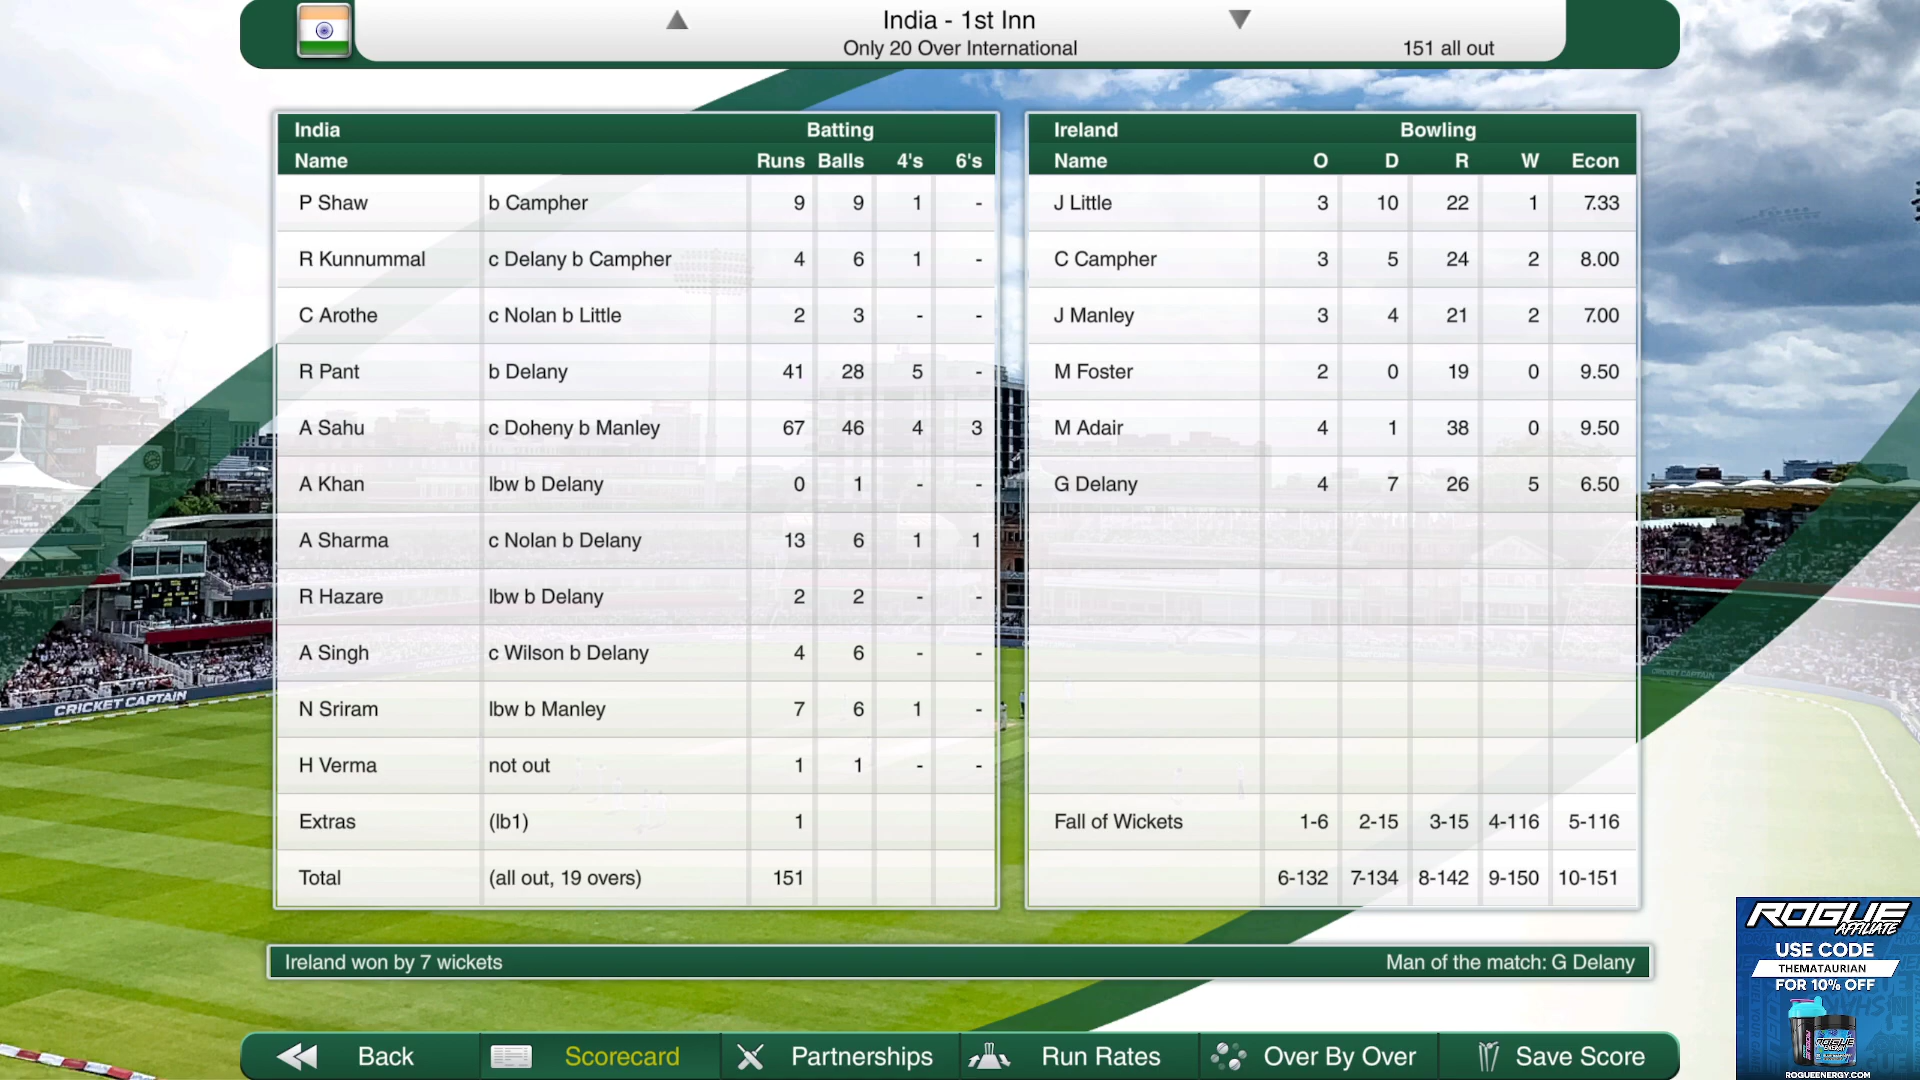 India - 1st Inn
Only 20 Over International
151 all out
India Batting
Name Runs Balls 4's 6's
P Shaw b Campher 9 9 1 -
R Kunnummal c Delany b Campher 4 6 1 -
C Arothe c Nolan b Little 2 3 - -
R Pant b Delany 41 28 5 -
A Sahu c Doheny b Manley 67 46 4 3
A Khan lbw b Delany 0 1 - -
A Sharma c Nolan b Delany 13 6 1 1
R Hazare lbw b Delany 2 2 - -
A Singh c Wilson b Delany 4 6 - -
N Sriram lbw b Manley 7 6 1 -
H Verma not out 1 1 - -
Extras (lb1) 1
Total (all out, 19 overs) 151
Ireland Bowling
Name O D R W Econ
J Little 3 10 22 1 7.33
C Campher 3 5 24 2 8.00
J Manley 3 4 21 2 7.00
M Foster 2 0 19 0 9.50
M Adair 4 1 38 0 9.50
G Delany 4 7 26 5 6.50
Fall of Wickets 1-6 2-15 3-15 4-116 5-116
6-132 7-134 8-142 9-150 10-151
CRICKET CAPTAIN
Ireland won by 7 wickets
Man of the match: G Delany
Back
Scorecard
Partnerships
Run Rates
Over By Over
Save Score
ROGUE
AFFILIATE
USE CODE
THEMATAURIAN
FOR 10% OFF
ROGUEENERGY.COM